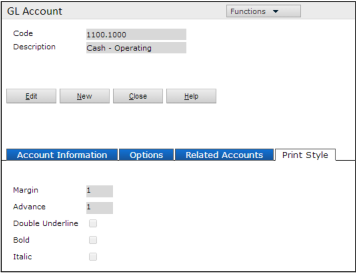 GL Account Functions
Code 1100.1000
Description Cash - Operating
Edit New Close Help
Account Information Options Related Accounts Print Style
Margin 1
Advance 1
Double Underline
Bold
Italic